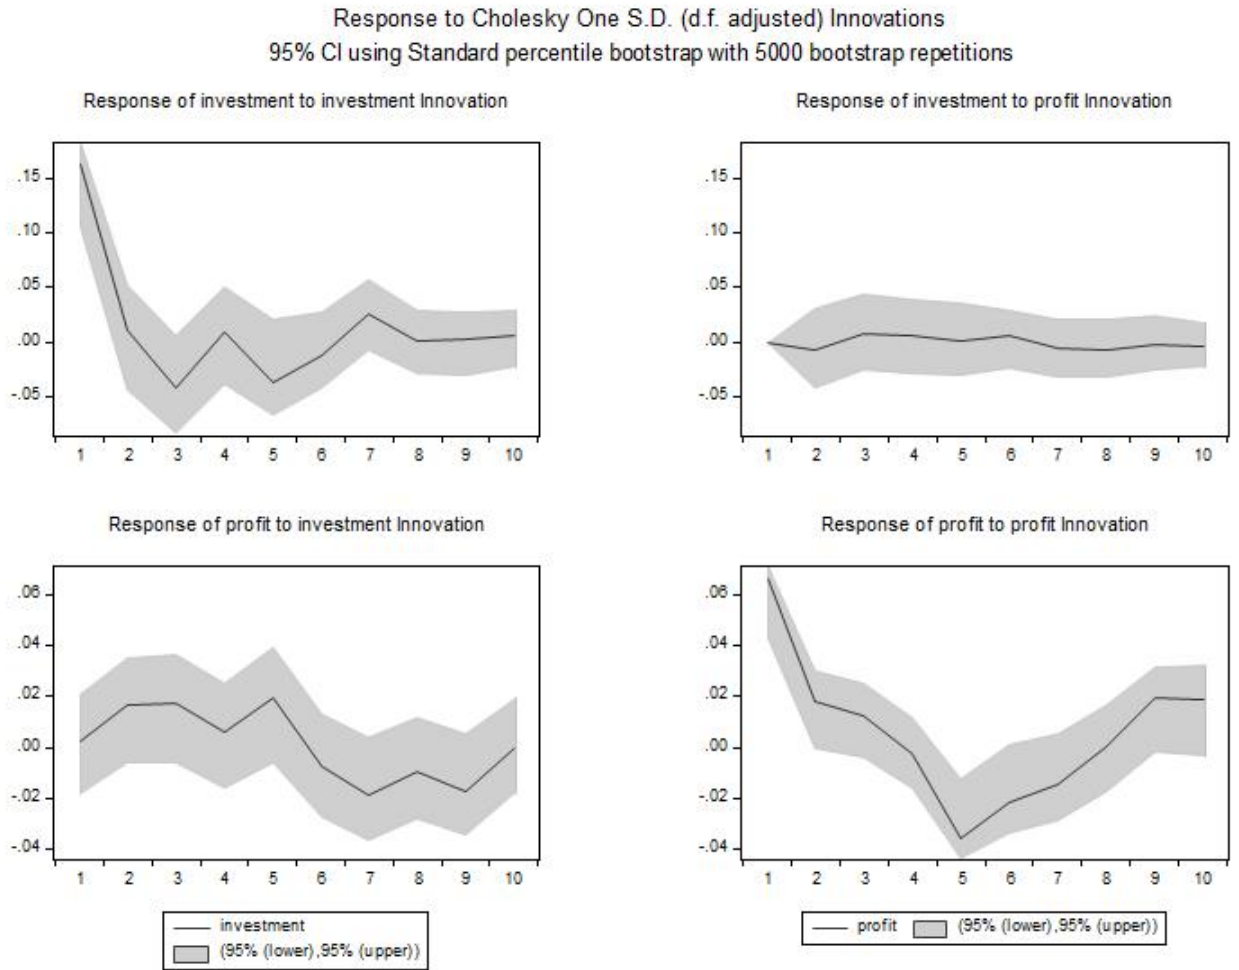 Response to Cholesky One S.D. (d.f. adjusted) Innovations
95% CI using Standard percentile bootstrap with 5000 bootstrap repetitions
Response of investment to investment Innovation
.15
.10
.05
.00
-.05
1 2 3 4 5 6 7 8 9 10
Response of investment to profit Innovation
.15
.10
.05
.00
-.05
1 2 3 4 5 6 7 8 9 10
Response of profit to investment Innovation
.06
.04
.02
.00
-.02
-.04
1 2 3 4 5 6 7 8 9 10
investment
(95% (lower),95% (upper))
Response of profit to profit Innovation
.06
.04
.02
.00
-.02
-.04
1 2 3 4 5 6 7 8 9 10
profit (95% (lower),95% (upper))